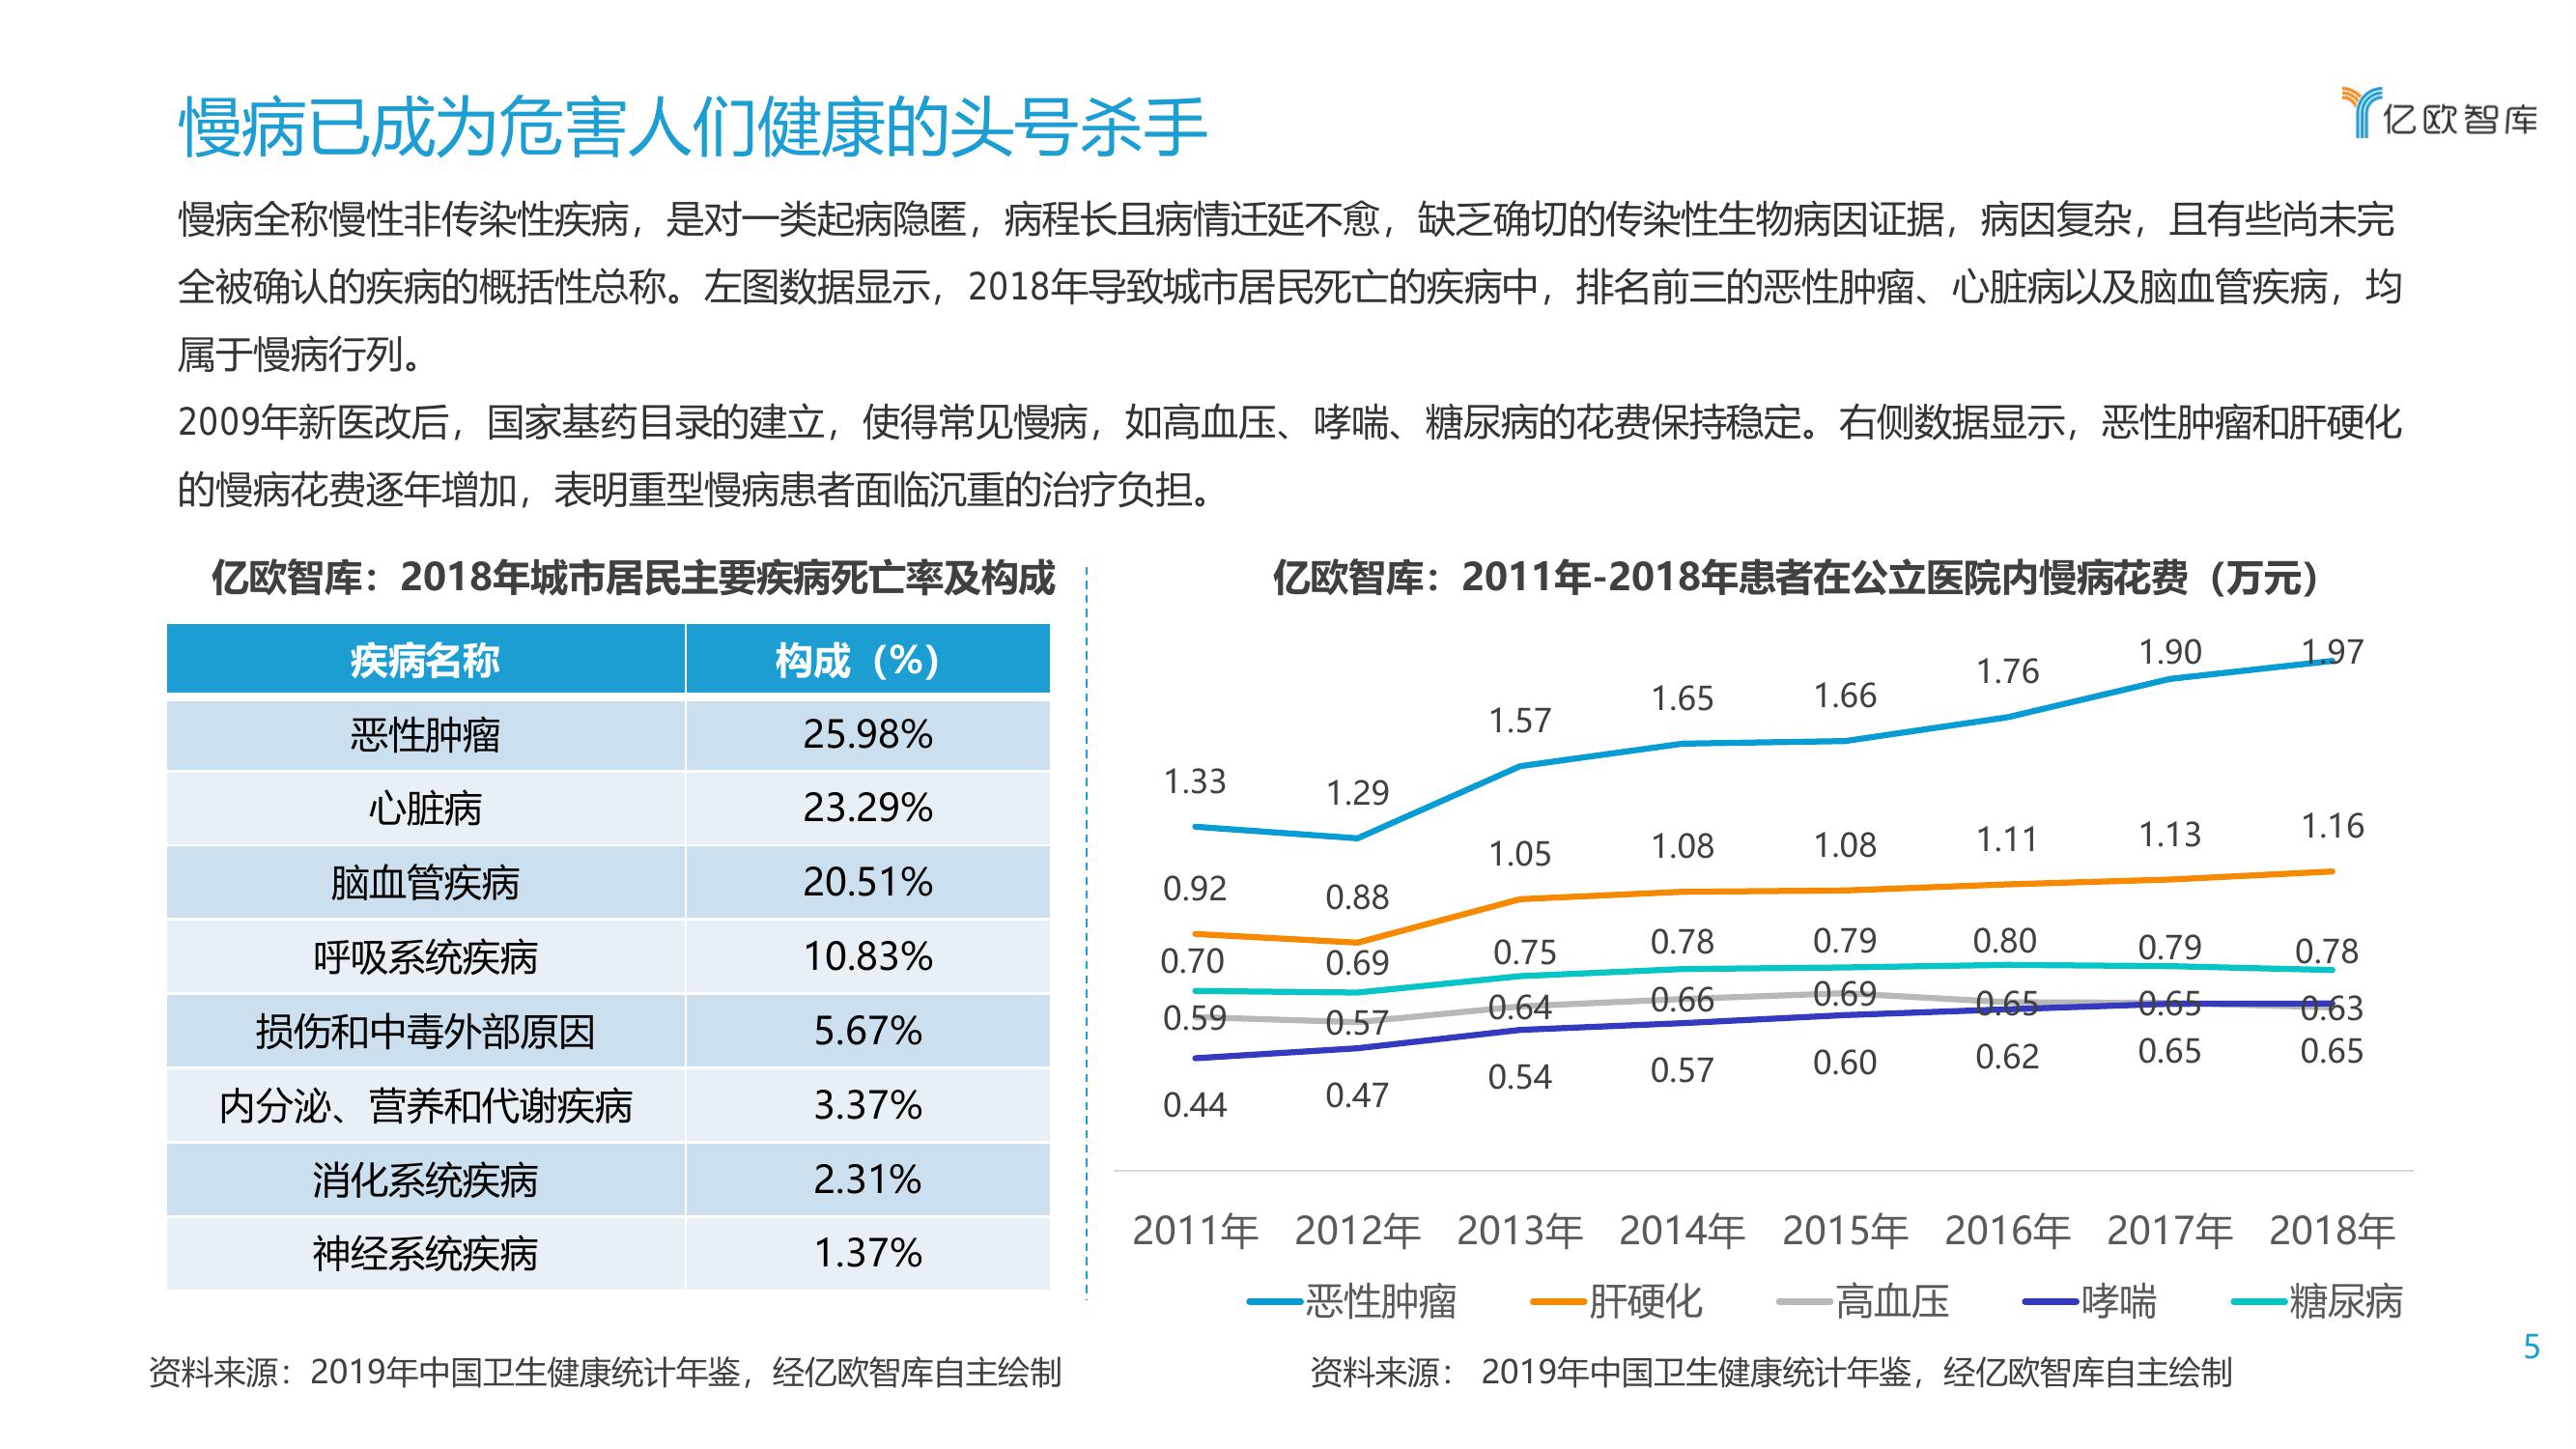 慢病已成为危害人们健康的头号杀手
亿欧智库
慢病全称慢性非传染性疾病，是对一类起病隐匿，病程长且病情迁延不愈，缺乏确切的传染性生物病因证据，病因复杂，且有些尚未完
全被确认的疾病的概括性总称。左图数据显示，2018年导致城市居民死亡的疾病中，排名前三的恶性肿瘤、心脏病以及脑血管疾病，均
属于慢病行列。
2009年新医改后，国家基药目录的建立，使得常见慢病，如高血压、哮喘、糖尿病的花费保持稳定。右侧数据显示，恶性肿瘤和肝硬化
的慢病花费逐年增加，表明重型慢病患者面临沉重的治疗负担。
亿欧智库：2018年城市居民主要疾病死亡率及构成
疾病名称 构成（%）
恶性肿瘤 25.98%
心脏病 23.29%
脑血管疾病 20.51%
呼吸系统疾病 10.83%
损伤和中毒外部原因 5.67%
内分泌、营养和代谢疾病 3.37%
消化系统疾病 2.31%
神经系统疾病 1.37%
资料来源：2019年中国卫生健康统计年鉴，经亿欧智库自主绘制
亿欧智库：2011年-2018年患者在公立医院内慢病花费（万元）
1.33 1.29 1.57 1.65 1.66 1.76 1.90 1.97
0.92 0.88 1.05 1.08 1.08 1.11 1.13 1.16
0.70 0.69 0.75 0.78 0.79 0.80 0.79 0.78
0.59 0.57 0.64 0.66 0.69 0.65 0.65 0.63
0.44 0.47 0.54 0.57 0.60 0.62 0.65 0.65
2011年 2012年 2013年 2014年 2015年 2016年 2017年 2018年
恶性肿瘤 肝硬化 高血压 哮喘 糖尿病
资料来源： 2019年中国卫生健康统计年鉴，经亿欧智库自主绘制
5